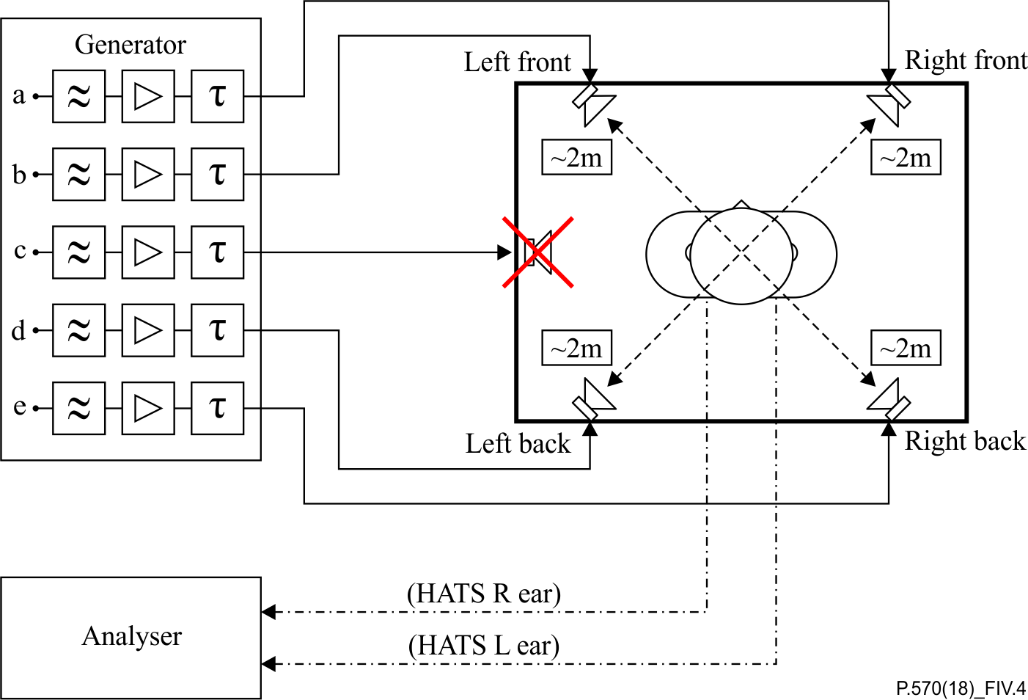 Generator
a ≈ τ
b ≈ τ
c ≈ τ
d ≈ τ
e ≈ τ
Left front
Right front
~2m
~2m
~2m
~2m
Left back
Right back
(HATS R ear)
(HATS L ear)
Analyser
P.570(18)_FIV.4